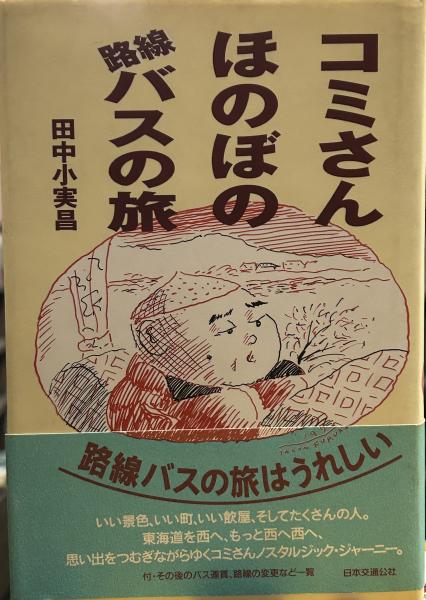 コミさん
ほのぼの
路線バスの旅
田中小実昌
路線バスの旅はうれしい
いい景色、いい町、いい飲屋、そしてたくさんの人。
東海道を西へ、もっと西へ西へ、
思い出をつむぎながらゆくコミさんノスタルジック・ジャーニー。
付・その後のバス運賃、路線の変更など一覧
日本交通公社